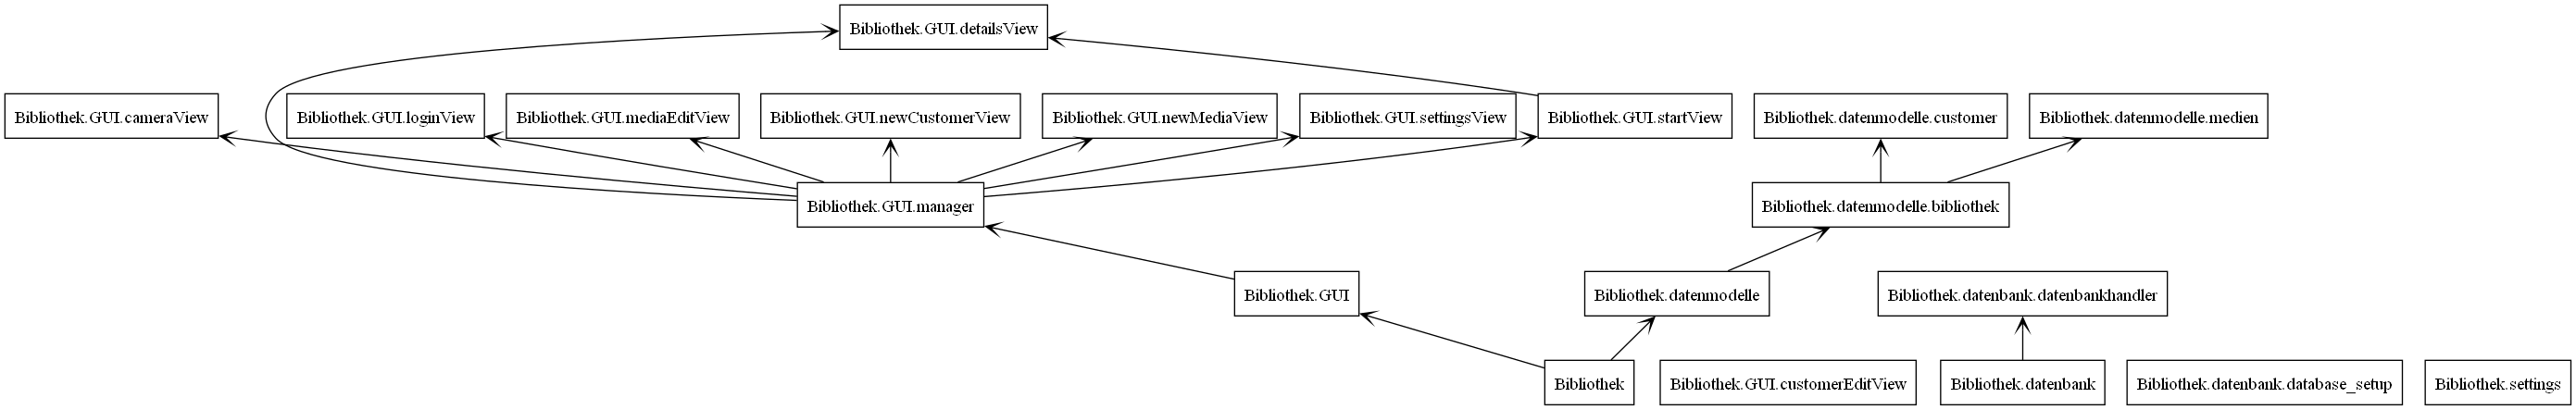 Bibliothek.GUI.detailsView
Bibliothek.GUI.cameraView
Bibliothek.GUI.loginView
Bibliothek.GUI.mediaEditView
Bibliothek.GUI.newCustomerView
Bibliothek.GUI.newMediaView
Bibliothek.GUI.settingsView
Bibliothek.GUI.startView
Bibliothek.datenmodelle.customer
Bibliothek.datenmodelle.medien
Bibliothek.GUI.manager
Bibliothek.datenmodelle.bibliothek
Bibliothek.GUI
Bibliothek.datenmodelle
Bibliothek.datenbank.datenbankhandler
Bibliothek
Bibliothek.GUI.customerEditView
Bibliothek.datenbank
Bibliothek.datenbank.database_setup
Bibliothek.settings